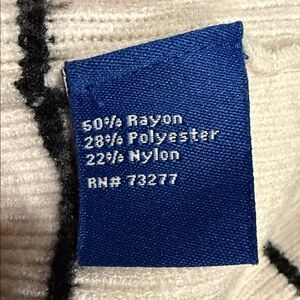 50% Rayon
28% Polyester
22% Nylon
RN# 73277